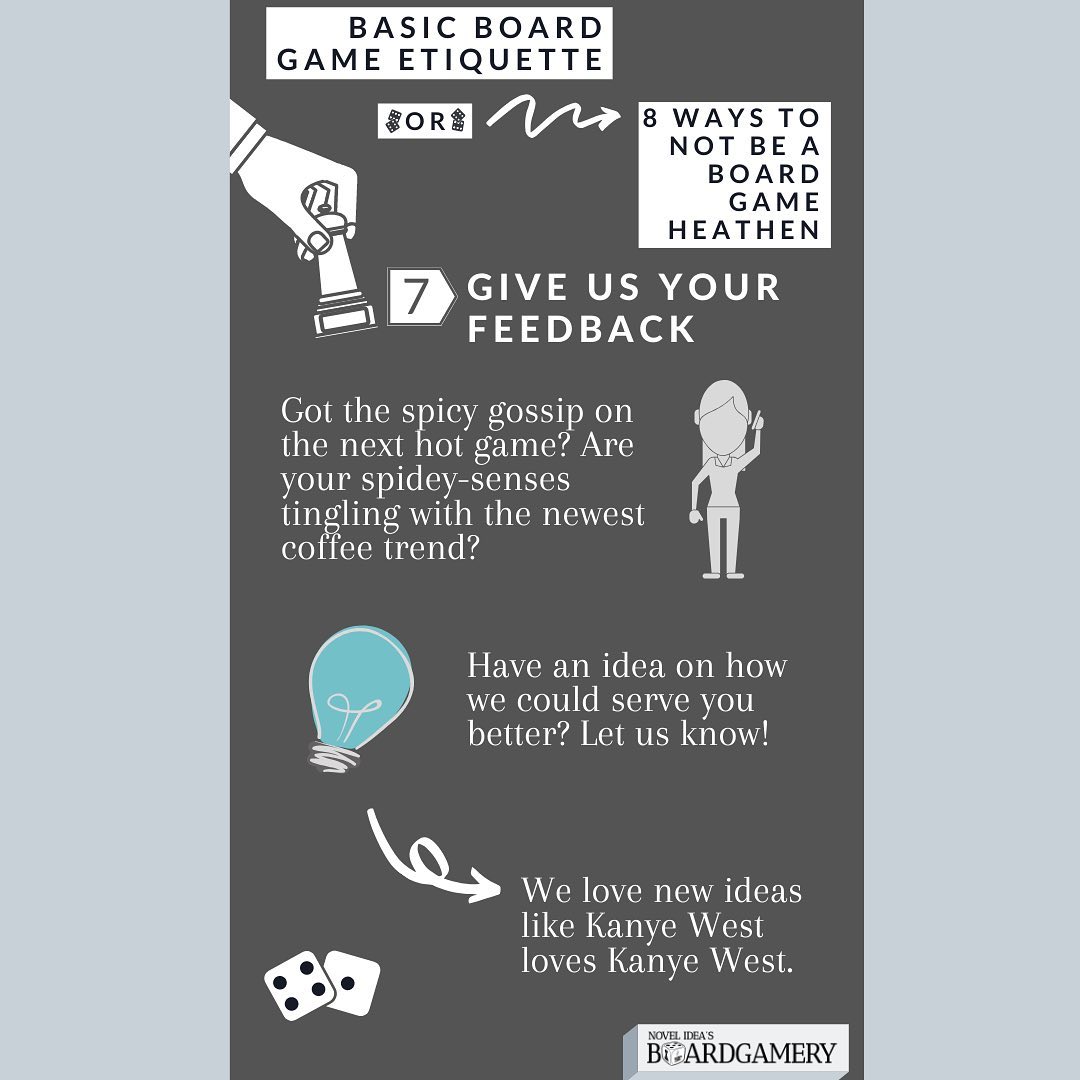 BASIC BOARD
GAME ETIQUETTE
OR
8 WAYS TO
NOT BE A
BOARD
GAME
HEATHEN
7
GIVE US YOUR
FEEDBACK
Got the spicy gossip on
the next hot game? Are
your spidey-senses
tingling with the newest
coffee trend?
Have an idea on how
we could serve you
better? Let us know!
We love new ideas
like Kanye West
loves Kanye West.
NOVEL IDEA'S
BOARDGAMERY